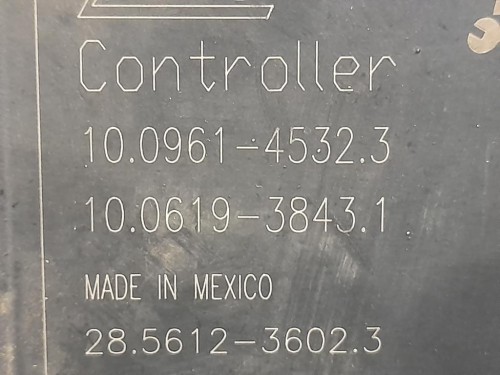 Controller
10.0961-4532.3
10.0619-3843.1
MADE IN MEXICO
28.5612-3602.3